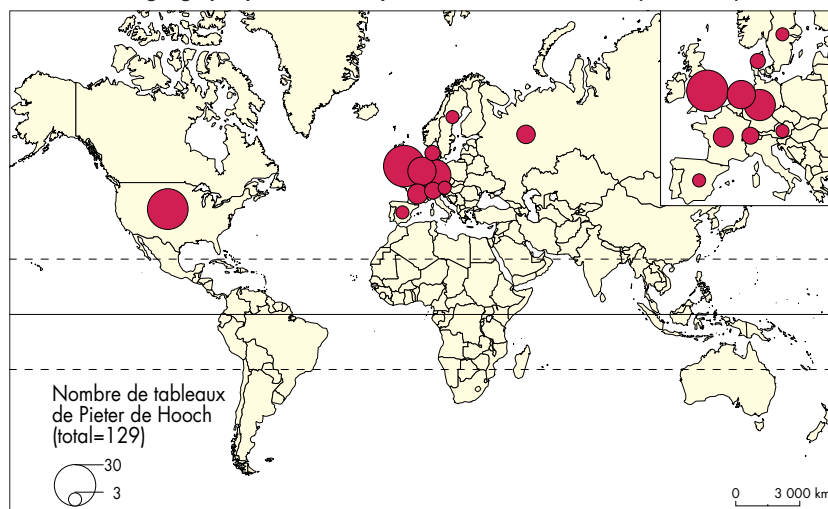 Nombre de tableaux
de Pieter de Hooch
(total=129)
30
3
0 3 000 km